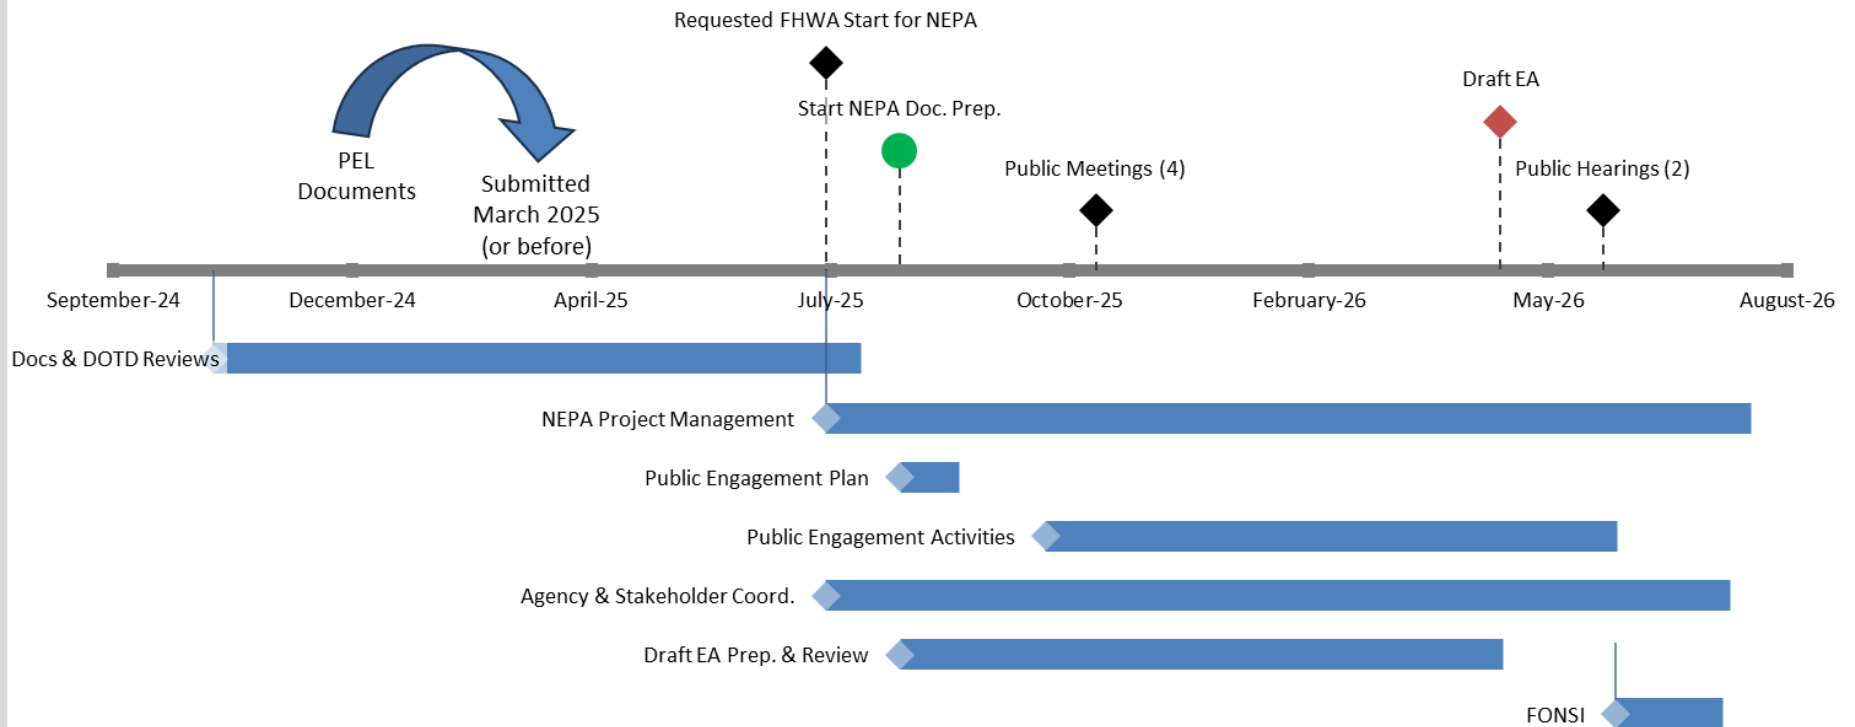 Requested FHWA Start for NEPA
Draft EA
Start NEPA Doc. Prep.
PEL
Documents
Public Meetings (4)
Public Hearings (2)
Submitted
March 2025
(or before)
September-24
December-24
April-25
July-25
October-25
February-26
May-26
August-26
Docs & DOTD Reviews
NEPA Project Management
Public Engagement Plan
Public Engagement Activities
Agency & Stakeholder Coord.
Draft EA Prep. & Review
FONSI